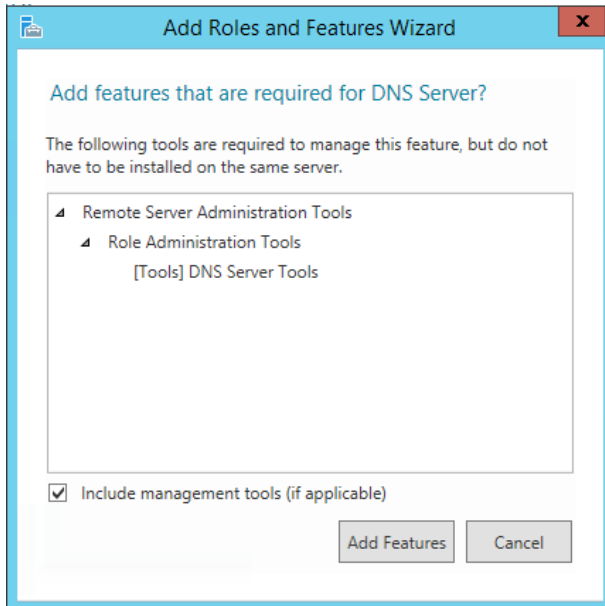 Add Roles and Features Wizard
x
Add features that are required for DNS Server?
The following tools are required to manage this feature, but do not
have to be installed on the same server.
Remote Server Administration Tools
Role Administration Tools
[Tools] DNS Server Tools
Include management tools (if applicable)
Add Features
Cancel